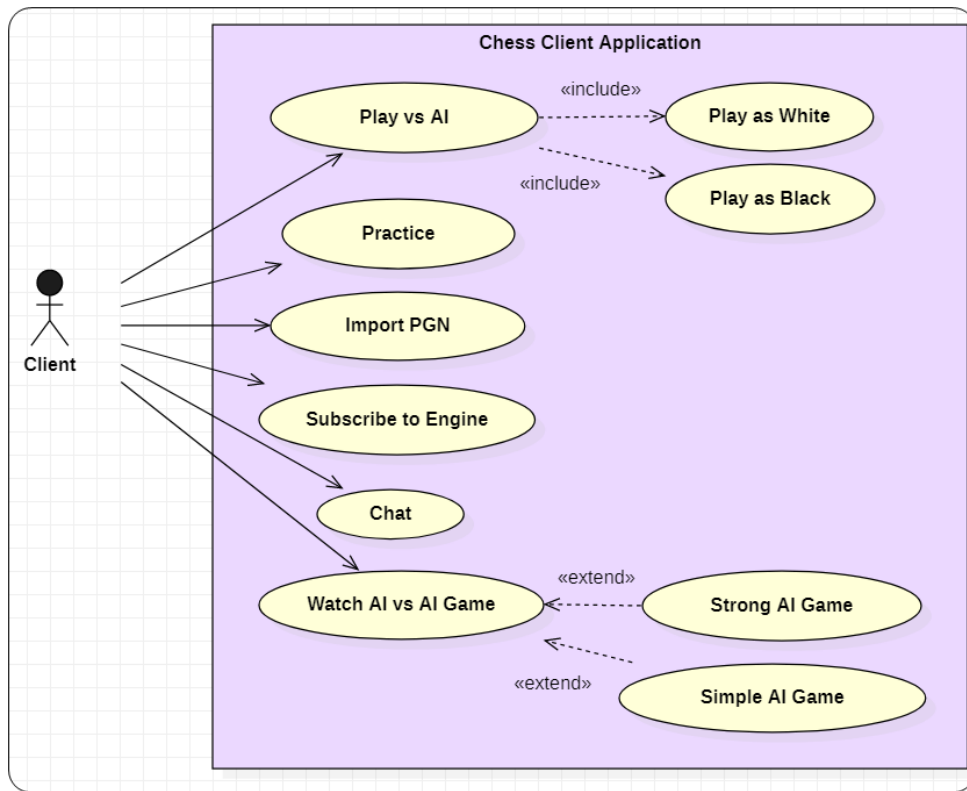 Chess Client Application
Play vs AI
«include»
Play as White
«include»
Play as Black
Practice
Import PGN
Client
Subscribe to Engine
Chat
Watch AI vs AI Game
«extend»
Strong AI Game
«extend»
Simple AI Game